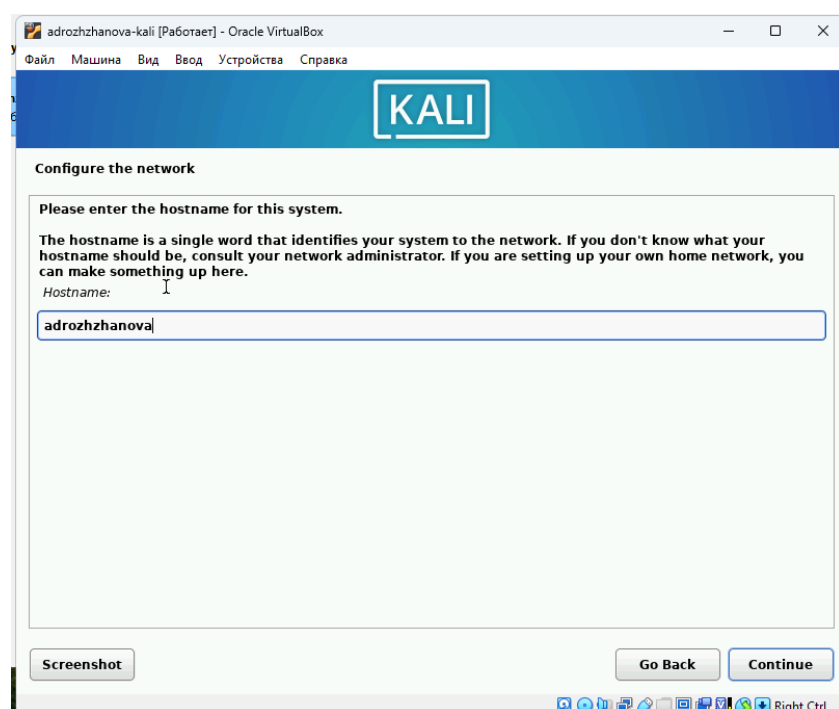 adrozhzhanova-kali [Работает] - Oracle VirtualBox
Файл Машина Вид Ввод Устройства Справка
KALI
Configure the network
Please enter the hostname for this system.
The hostname is a single word that identifies your system to the network. If you don't know what your
hostname should be, consult your network administrator. If you are setting up your own home network, you
can make something up here.
Hostname:
adrozhzhanova
Screenshot Go Back Continue
Right Ctrl